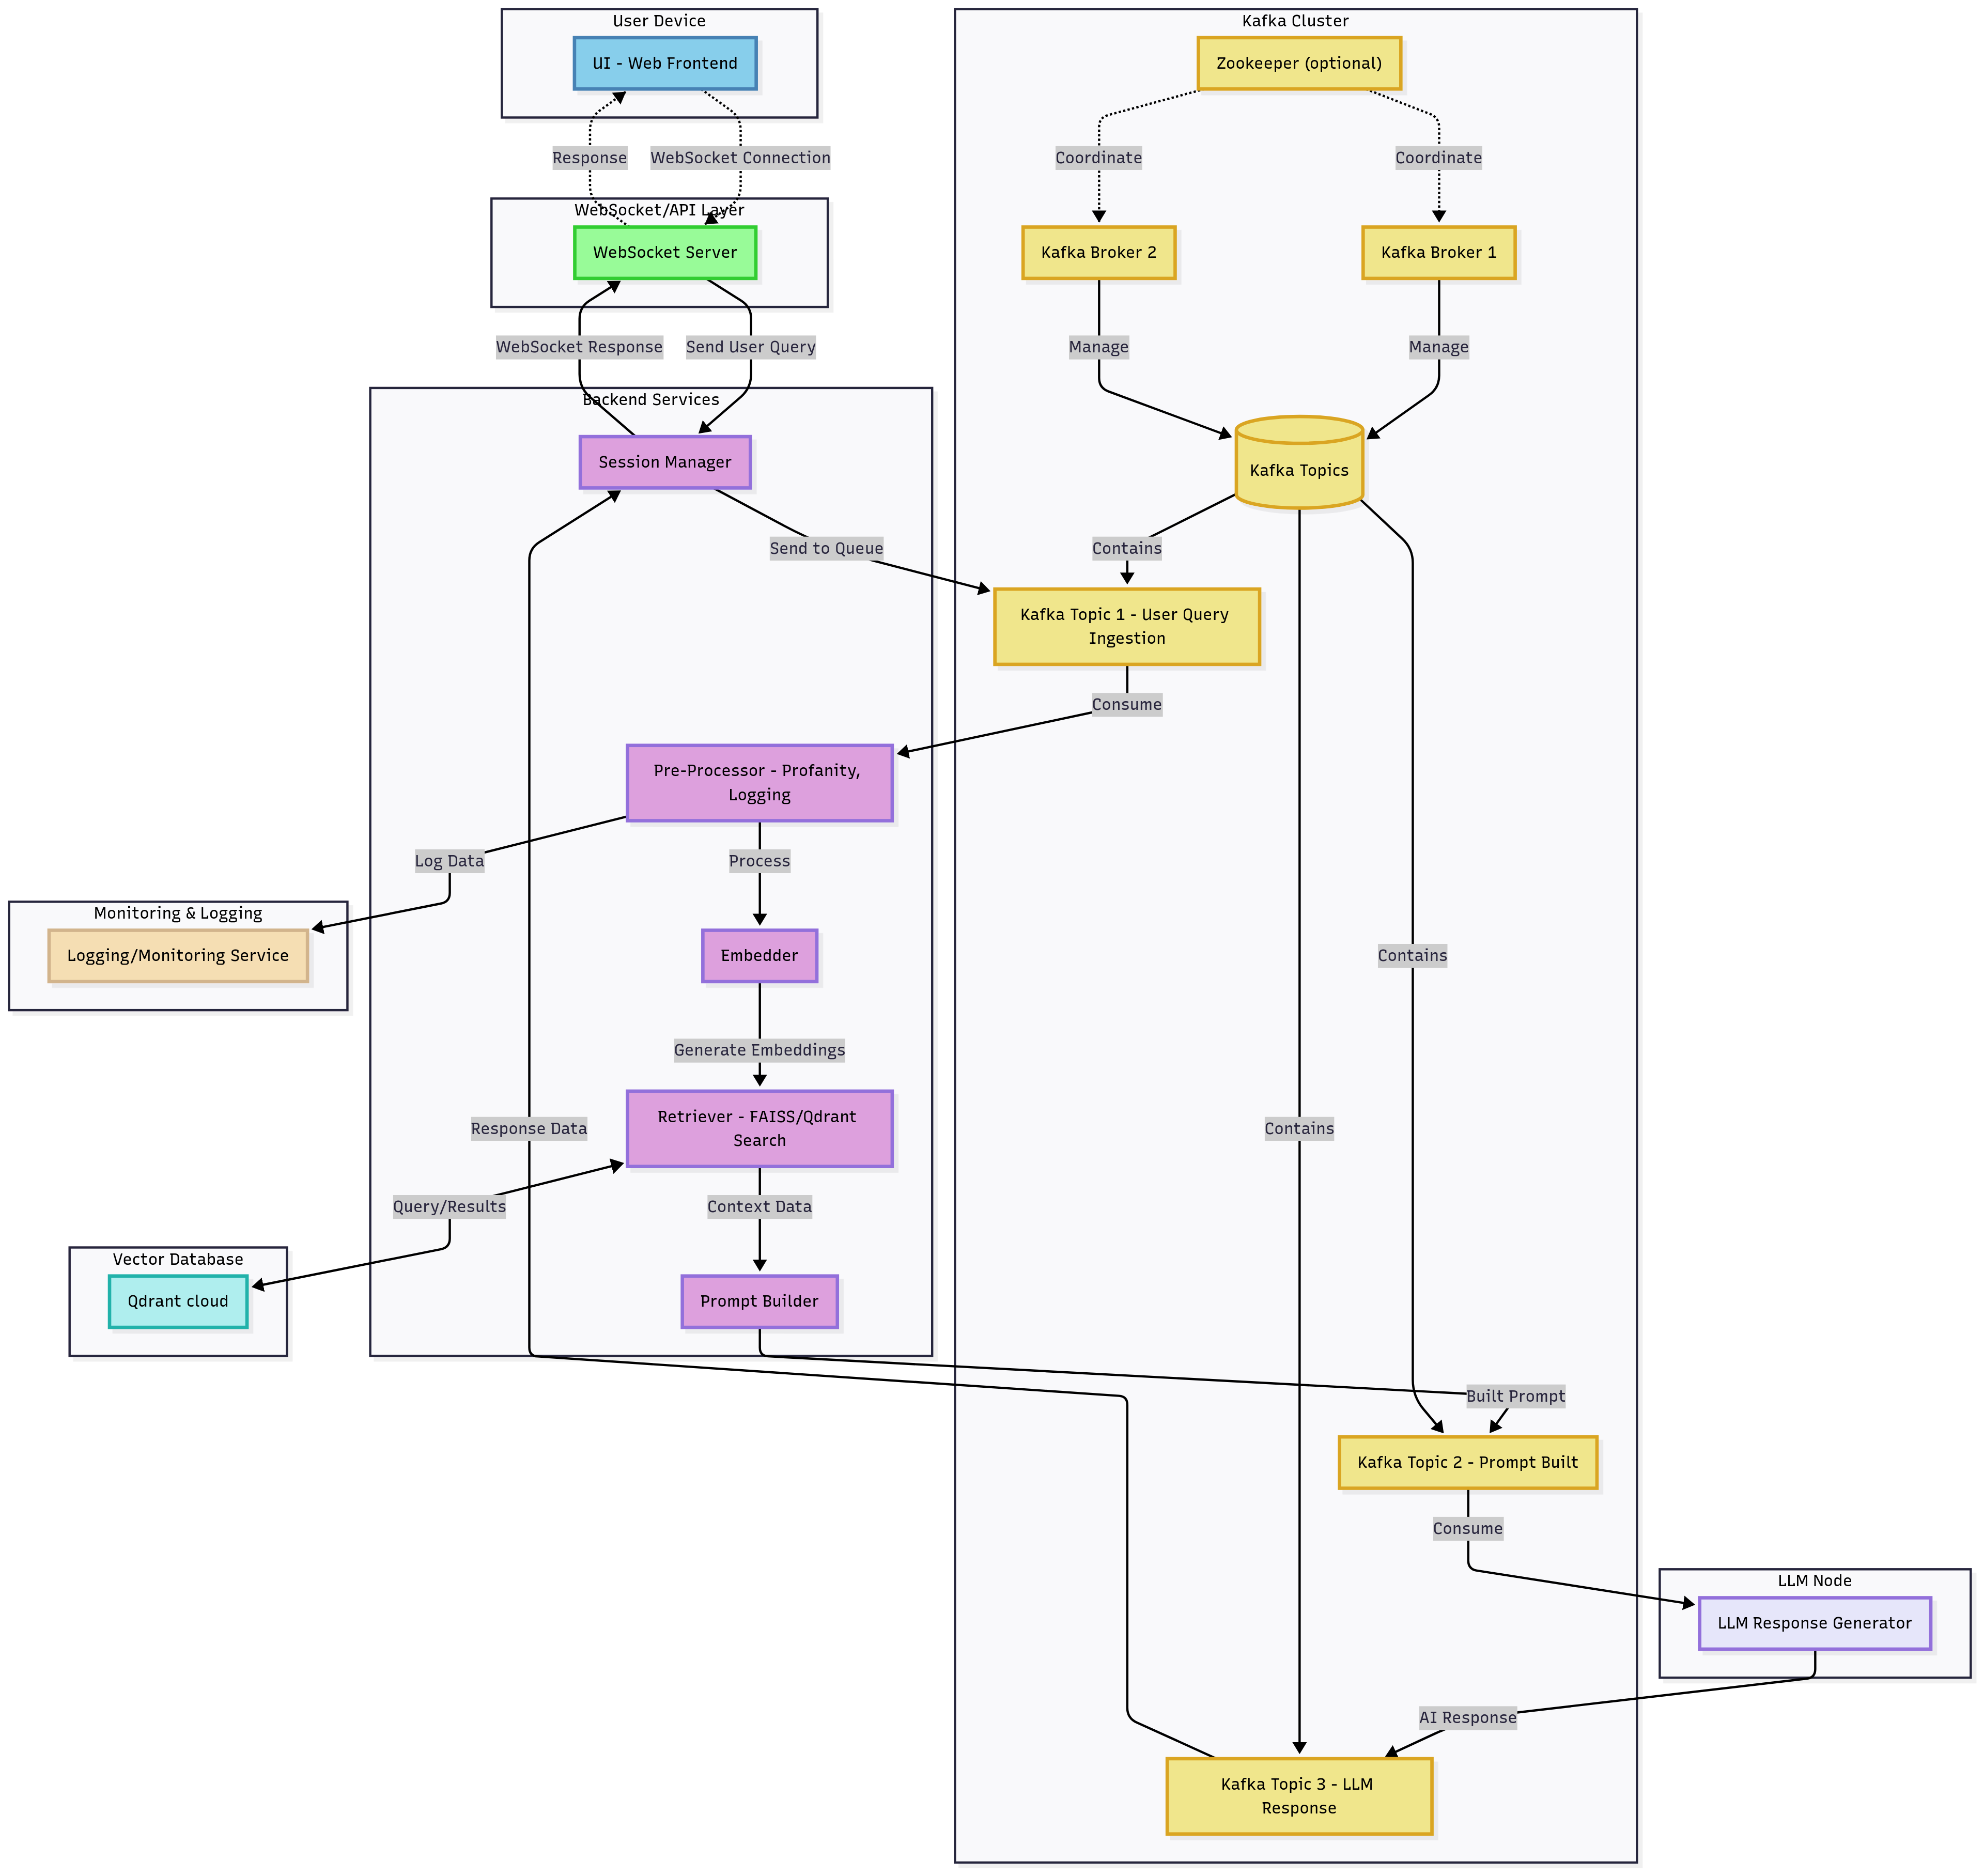 User Device
Kafka Cluster
UI - Web Frontend
Zookeeper (optional)
Response
WebSocket Connection
Coordinate
Coordinate
WebSocket/API Layer
WebSocket Server
Kafka Broker 2
Kafka Broker 1
WebSocket Response
Send User Query
Manage
Manage
Backend Services
Session Manager
Kafka Topics
Send to Queue
Contains
Kafka Topic 1 - User Query
Ingestion
Consume
Pre-Processor - Profanity,
Logging
Log Data
Process
Monitoring & Logging
Logging/Monitoring Service
Embedder
Contains
Generate Embeddings
Retriever - FAISS/Qdrant
Search
Response Data
Contains
Query/Results
Context Data
Vector Database
Qdrant cloud
Prompt Builder
Built Prompt
Kafka Topic 2 - Prompt Built
Consume
LLM Node
LLM Response Generator
AI Response
Kafka Topic 3 - LLM
Response